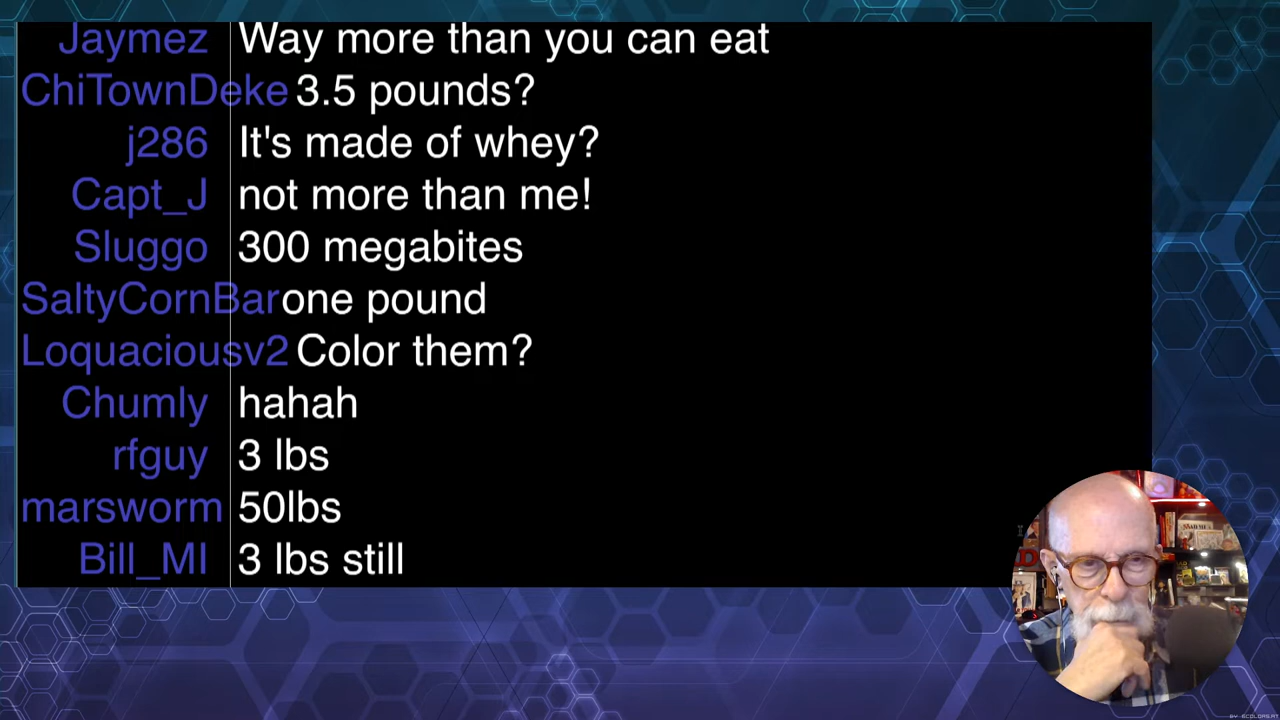 Jaymez Way more than you can eat
ChiTownDeke 3.5 pounds?
j286 It's made of whey?
Capt_J not more than me!
Sluggo 300 megabites
SaltyCornBar one pound
Loquaciousv2 Color them?
Chumly hahah
rfguy 3 lbs
marsworm 50lbs
Bill_MI 3 lbs still